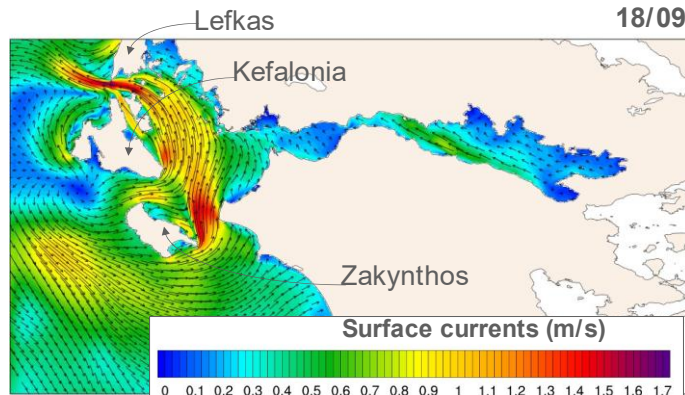 Lefkas
18/09
Kefalonia
Zakynthos
Surface currents (m/s)
0 0.1 0.2 0.3 0.4 0.5 0.6 0.7 0.8 0.9 1 1.1 1.2 1.3 1.4 1.5 1.6 1.7